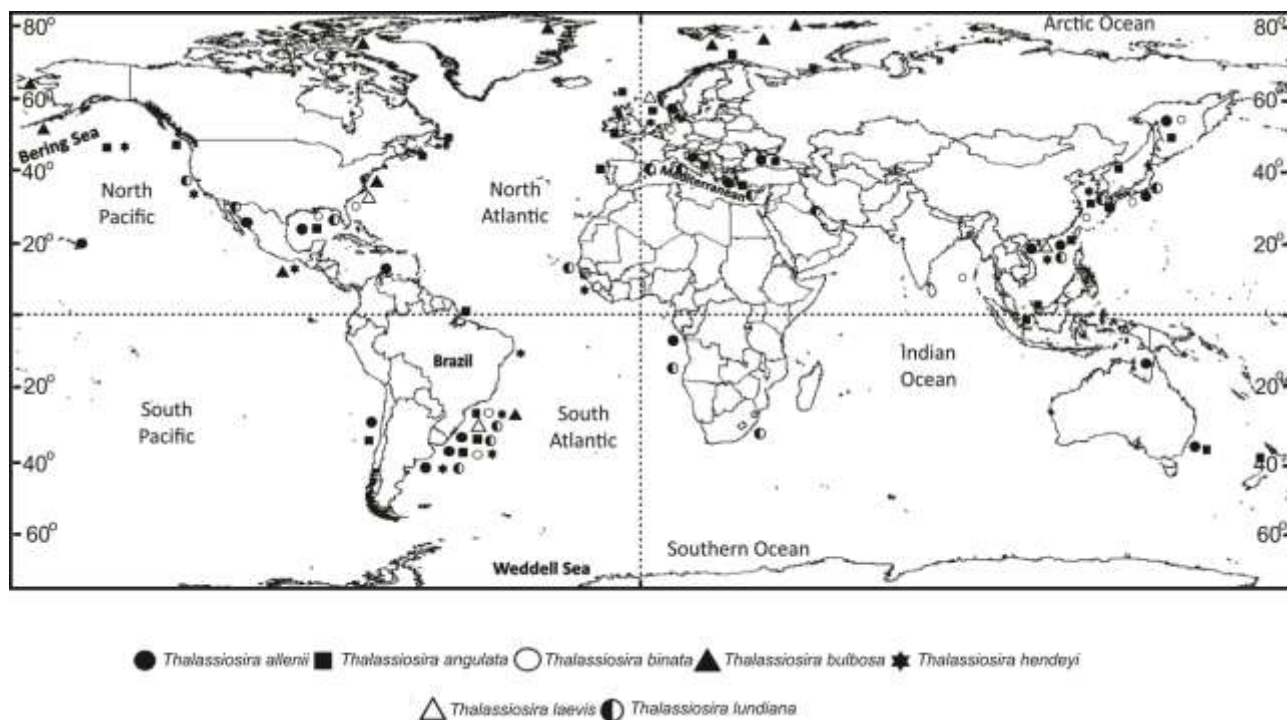 80° Arctic Ocean 80°
60° 60°
Bering Sea
40° 40°
North Pacific North Atlantic Mediterranean
20° 20°
Brazil Indian Ocean
20° 20°
South Pacific South Atlantic
40° 40°
60° Southern Ocean 60°
Weddell Sea
Thalassiosira allenii Thalassiosira angulata Thalassiosira binata Thalassiosira bulbosa Thalassiosira hendeyi
Thalassiosira laevis Thalassiosira lundiana